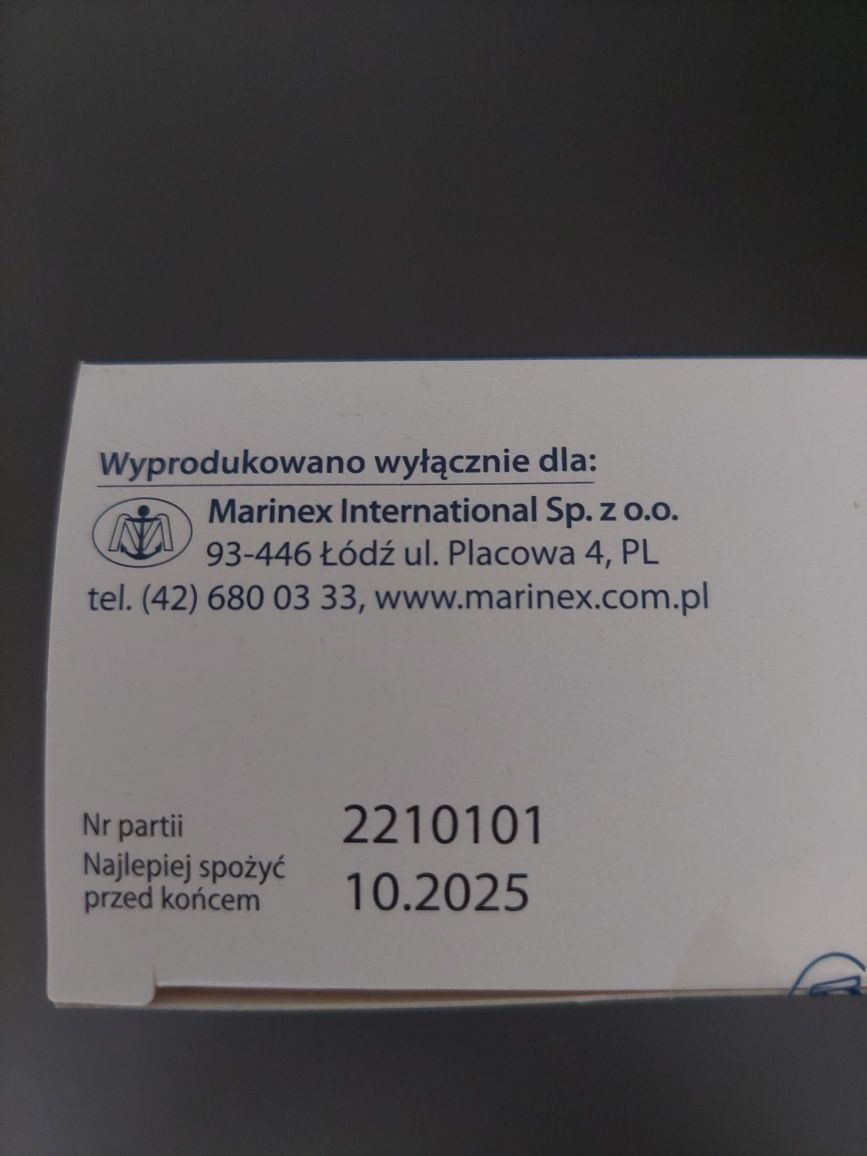 Wyprodukowano wyłącznie dla:
Marinex International Sp. z o.o.
93-446 Łódź ul. Placowa 4, PL
tel. (42) 680 03 33, www.marinex.com.pl
Nr partii 2210101
Najlepiej spożyć
przed końcem 10.2025